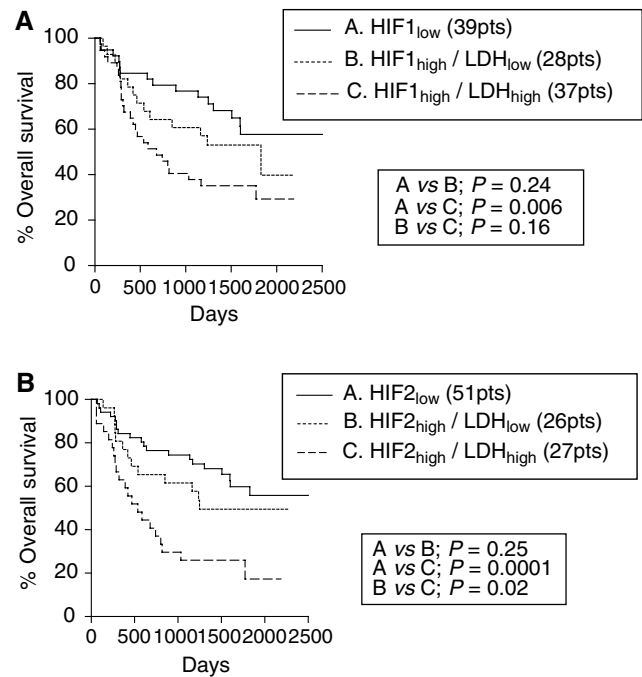 A
100
80
60
40
20
0
% Overall survival
0 500 1000 1500 2000 2500
Days
A. HIF1low (39pts)
B. HIF1high / LDHlow (28pts)
C. HIF1high / LDHhigh (37pts)
A vs B; P = 0.24
A vs C; P = 0.006
B vs C; P = 0.16
B
100
80
60
40
20
0
% Overall survival
0 500 1000 1500 2000 2500
Days
A. HIF2low (51pts)
B. HIF2high / LDHlow (26pts)
C. HIF2high / LDHhigh (27pts)
A vs B; P = 0.25
A vs C; P = 0.0001
B vs C; P = 0.02